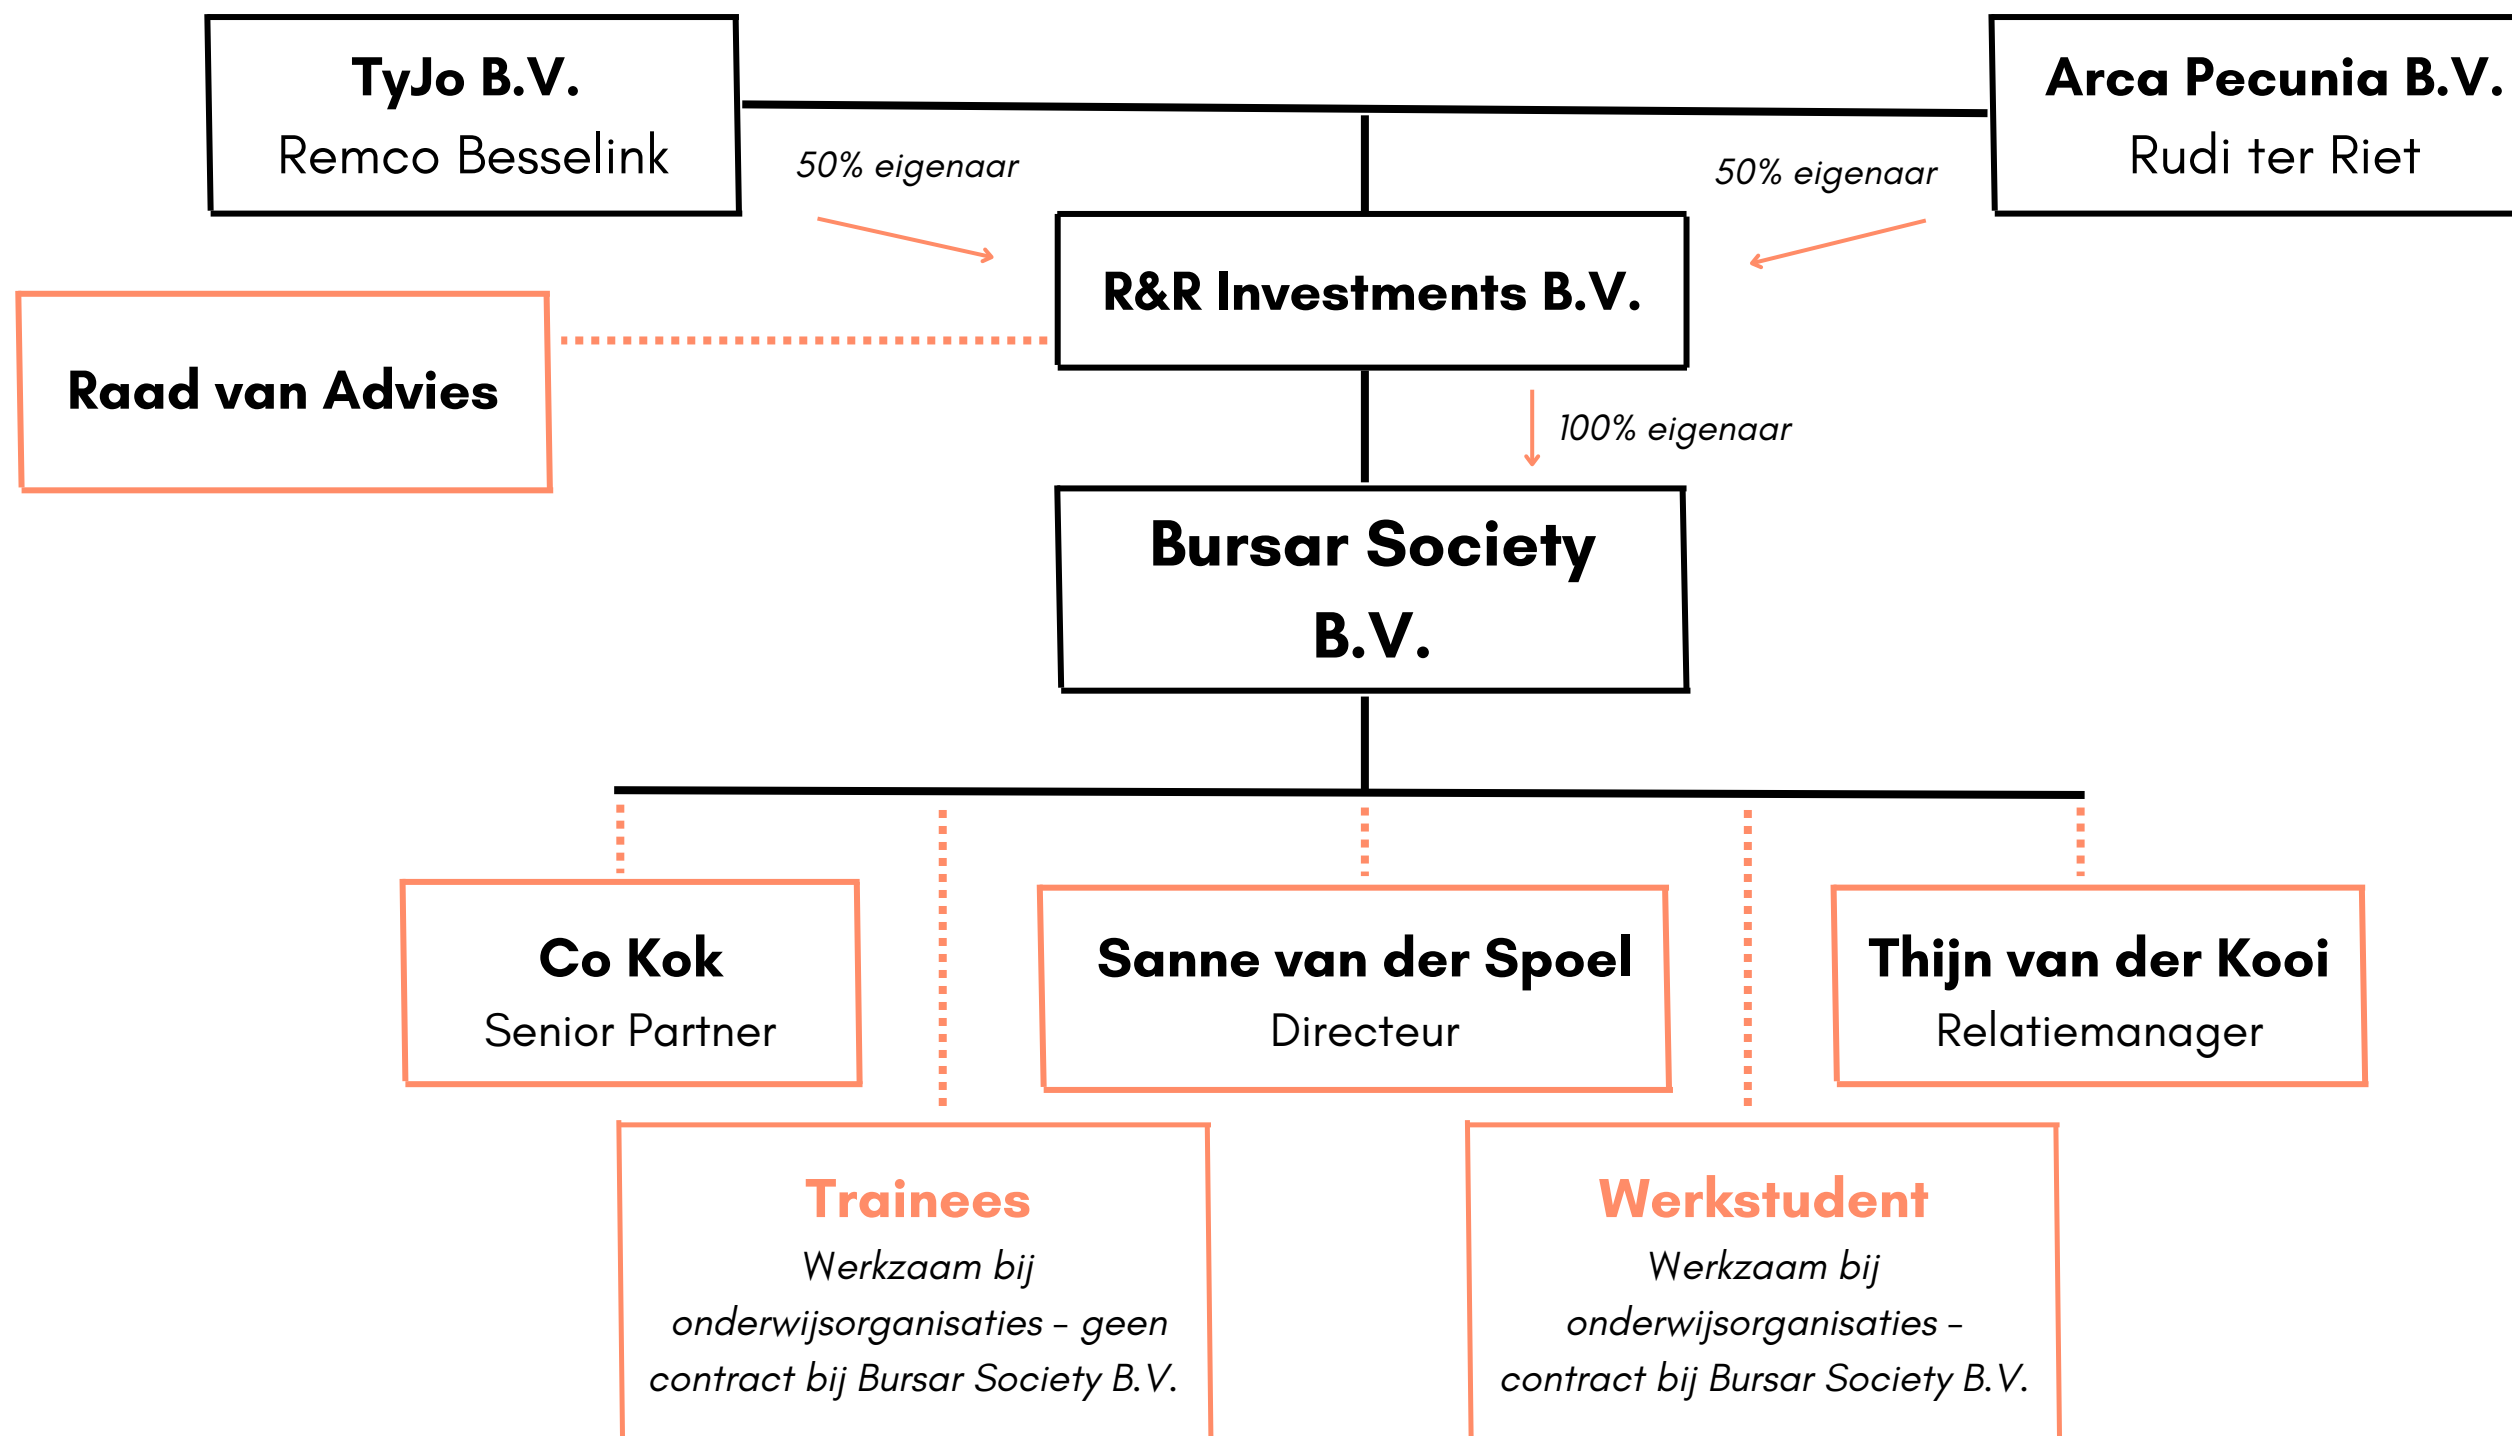 TyJo B.V.
Remco Besselink
Arca Pecunia B.V.
Rudi ter Riet
50% eigenaar
50% eigenaar
R&R Investments B.V.
Raad van Advies
100% eigenaar
Bursar Society
B.V.
Co Kok
Senior Partner
Sanne van der Spoel
Directeur
Thijn van der Kooi
Relatiemanager
Trainees
Werkzaam bij
onderwijsorganisaties - geen
contract bij Bursar Society B.V.
Werkstudent
Werkzaam bij
onderwijsorganisaties -
contract bij Bursar Society B.V.